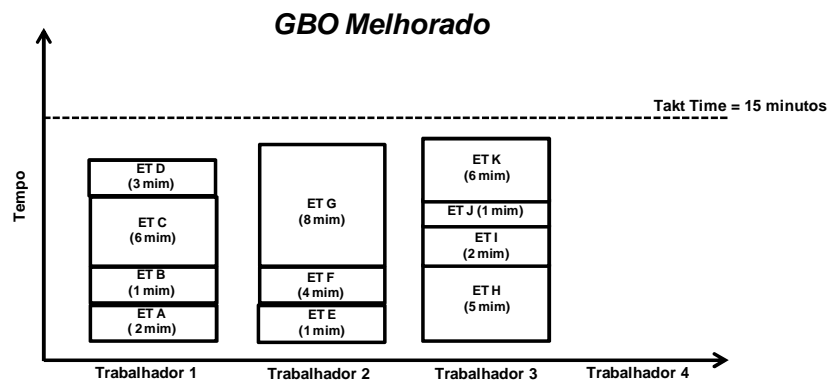 GBO Melhorado
Takt Time = 15 minutos
Tempo
ET D
(3 mim)
ET C
(6 mim)
ET B
(1 mim)
ET A
( 2 mim)
ET G
(8 mim)
ET F
(4 mim)
ET E
(1 mim)
ET K
(6 mim)
ET J (1 mim)
ET I
(2 mim)
ET H
(5 mim)
Trabalhador 1
Trabalhador 2
Trabalhador 3
Trabalhador 4